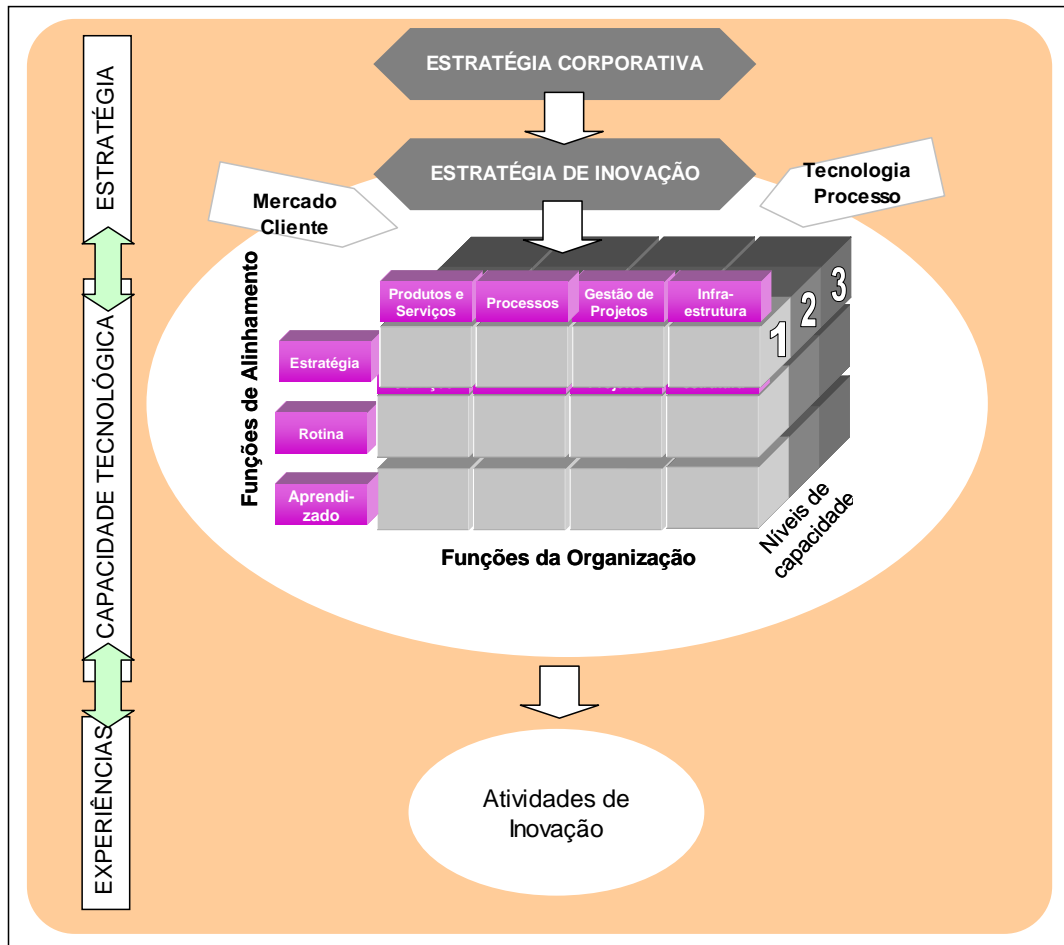 ESTRATÉGIA
CAPACIDADE TECNOLÓGICA
EXPERIÊNCIAS
ESTRATÉGIA CORPORATIVA
ESTRATÉGIA DE INOVAÇÃO
Mercado
Cliente
Tecnologia
Processo
Funções de Alinhamento
Produtos e
Serviços
Processos
Gestão de
Projetos
Infra-
estrutura
1
2
3
Estratégia
Rotina
Aprendi-
zado
Níveis de
capacidade
Funções da Organização
Atividades de
Inovação